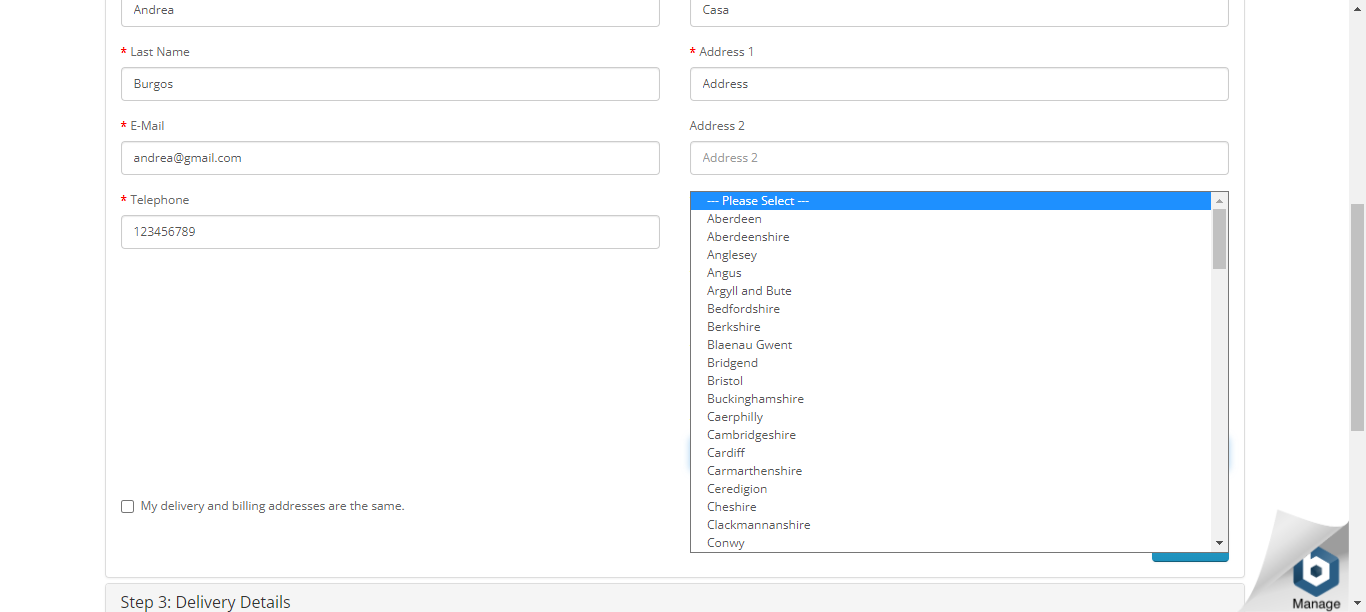 Andrea
Casa
* Last Name
* Address 1
Burgos
Address
* E-Mail
Address 2
andrea@gmail.com
Address 2
* Telephone
123456789
--- Please Select ---
Aberdeen
Aberdeenshire
Anglesey
Angus
Argyll and Bute
Bedfordshire
Berkshire
Blaenau Gwent
Bridgend
Bristol
Buckinghamshire
Caerphilly
Cambridgeshire
Cardiff
Carmarthenshire
Ceredigion
Cheshire
Clackmannanshire
Conwy
My delivery and billing addresses are the same.
Step 3: Delivery Details
b
Manage